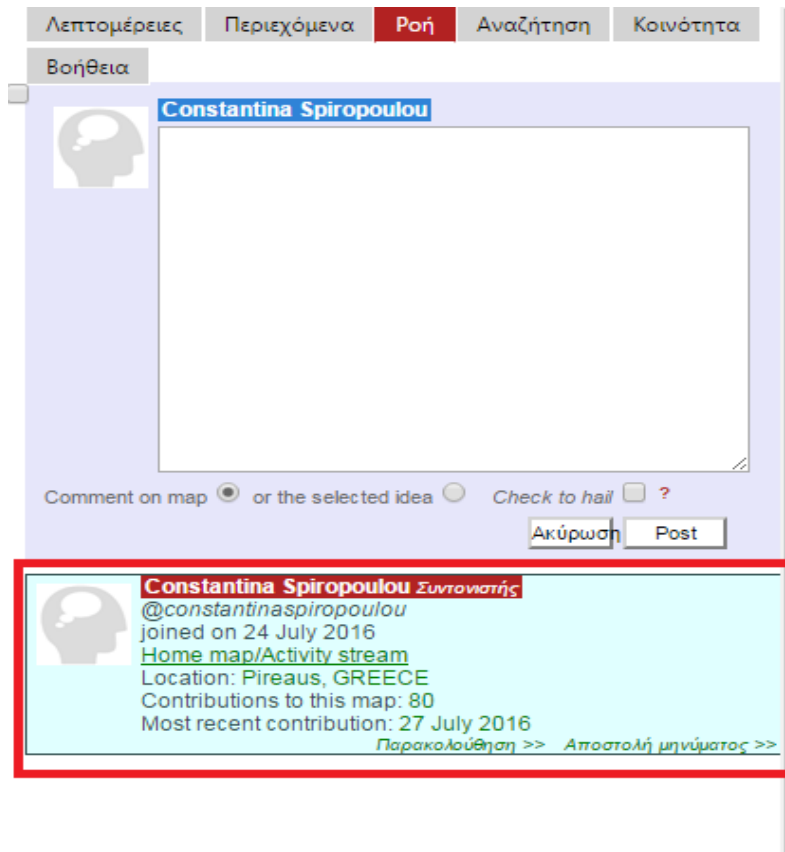 Λεπτομέρειες Περιεχόμενα Ροή Αναζήτηση Κοινότητα
Βοήθεια
Constantina Spiropoulou
Comment on map or the selected idea Check to hail ?
Ακύρωση Post
Constantina Spiropoulou Συντονιστής
@constantinaspiropoulou
joined on 24 July 2016
Home map/Activity stream
Location: Pireaus, GREECE
Contributions to this map: 80
Most recent contribution: 27 July 2016
Παρακολούθηση >> Αποστολή μηνύματος >>